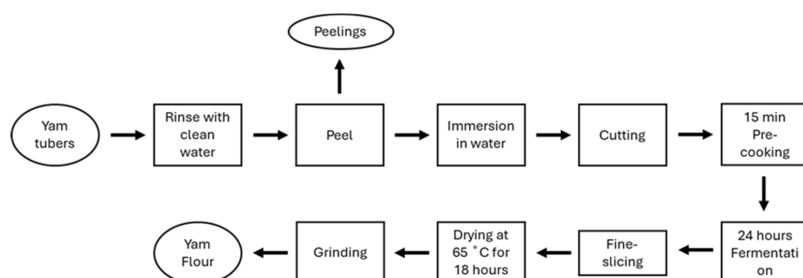 Peelings
Yam
tubers
Rinse with
clean
water
Peel
Immersion
in water
Cutting
15 min
Pre-
cooking
24 hours
Fermentati
on
Fine-
slicing
Drying at
65 °C for
18 hours
Grinding
Yam
Flour